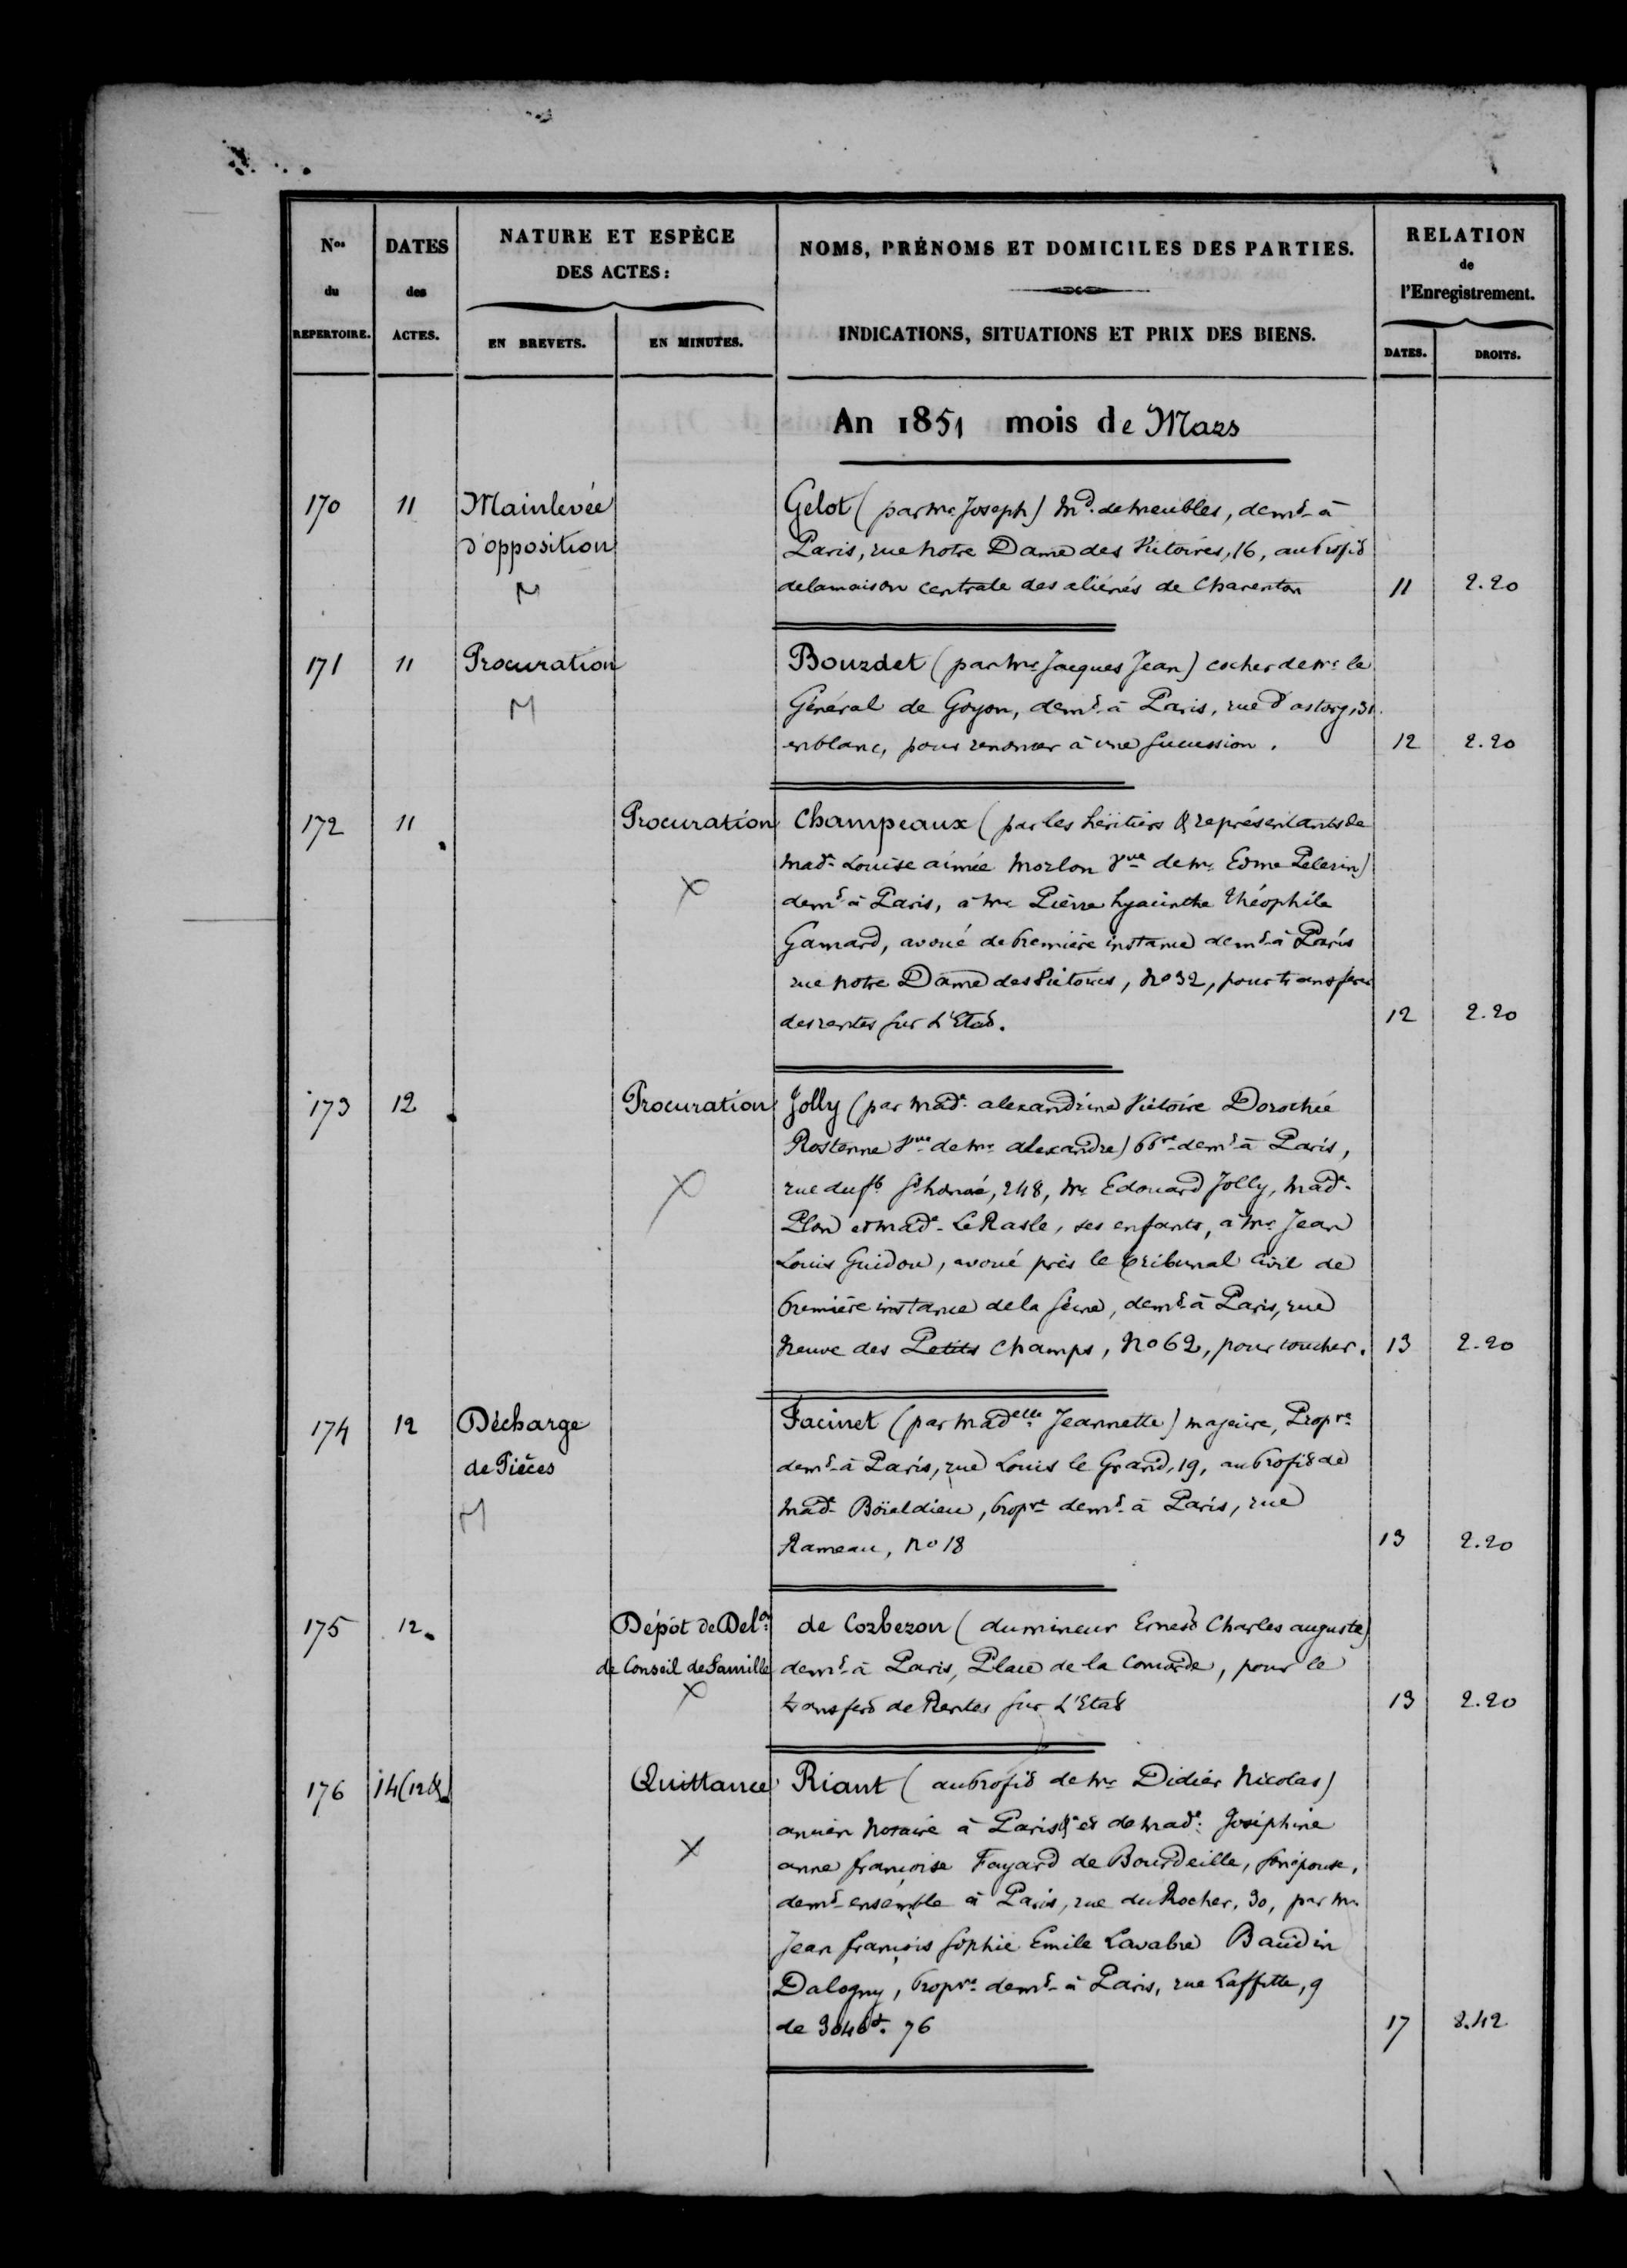 Nos du REPERTOIRE.
DATES des ACTES.
NATURE ET ESPÈCE DES ACTES:
EN BREVETS.
EN MINUTES.
NOMS, PRÉNOMS ET DOMICILES DES PARTIES.
INDICATIONS, SITUATIONS ET PRIX DES BIENS.
RELATION de l'Enregistrement.
DATES.
DROITS.
An 1851 mois de Mars
170 11 Mainlevée Gelot (par Mr Joseph) Md. de meubles, demt. à
d'opposition Paris, rue Notre Dame des Victoires, 16, au profit
M de la maison centrale des aliénés de Charenton 11 2.20
171 11 Procuration Bourdet (par Mr Jacques Jean) cocher de Mr. le
M Général de Goyon, demt. à Paris, rue d'astorg, 31.
en blanc, pour renoncer à une succession. 12 2.20
172 11 Procuration Champeaux (par les héritiers & représentants de
Made. Louise aimée Morlon Vve de Mr. Edme Pelerin)
X demt. à Paris, à Mr Pierre hyacinthe Théophile
Gamard, avoué de première instance demt. à Paris
rue Notre Dame des Victoires, No 32, pour transférer
des rentes sur L'Etat. 12 2.20
173 12 Procuration Jolly (par Made. alexandrine Victoire Dorothée
Rostenne Vve de Mr alexandre) ppre demt. à Paris,
X rue du fb St honoré, 248, Mr Edouard Jolly, Made.
Plon et Made. Le Rasle, ses enfants, à Mr Jean
Louis Guidou, avoué près le tribunal civil de
première instance de la Seine, demt. à Paris, rue
Neuve des Petits Champs, No 62, pour toucher. 13 2.20
174 12 Décharge Facinet (par Madelle Jeannette) majeure, Propre
de Pièces demt. à Paris, rue Louis le Grand, 19, au profit de
M Made. Boïeldieu, propre demt. à Paris, rue
Rameau, No 18 13 2.20
175 12 Dépot de Delon de Corberon (du mineur Ernest Charles auguste)
de Conseil de Famille demt. à Paris, Place de la Concorde, pour le
X transfert de Rentes sur L'Etat 13 2.20
176 14 (12 & Quittance Riant (au profit de Mr Didier Nicolas)
ancien Notaire à Paris & et de Made. Joséphine
X anne françoise Fayard de Bourdeille, son épouse,
demt. ensemble à Paris, rue du Rocher, 30, par Mr
Jean françois Sophie Emile Lavabre Baudin
Dalogny, propre demt. à Paris, rue Laffitte, 9
de 3046f. 76 17 8.42